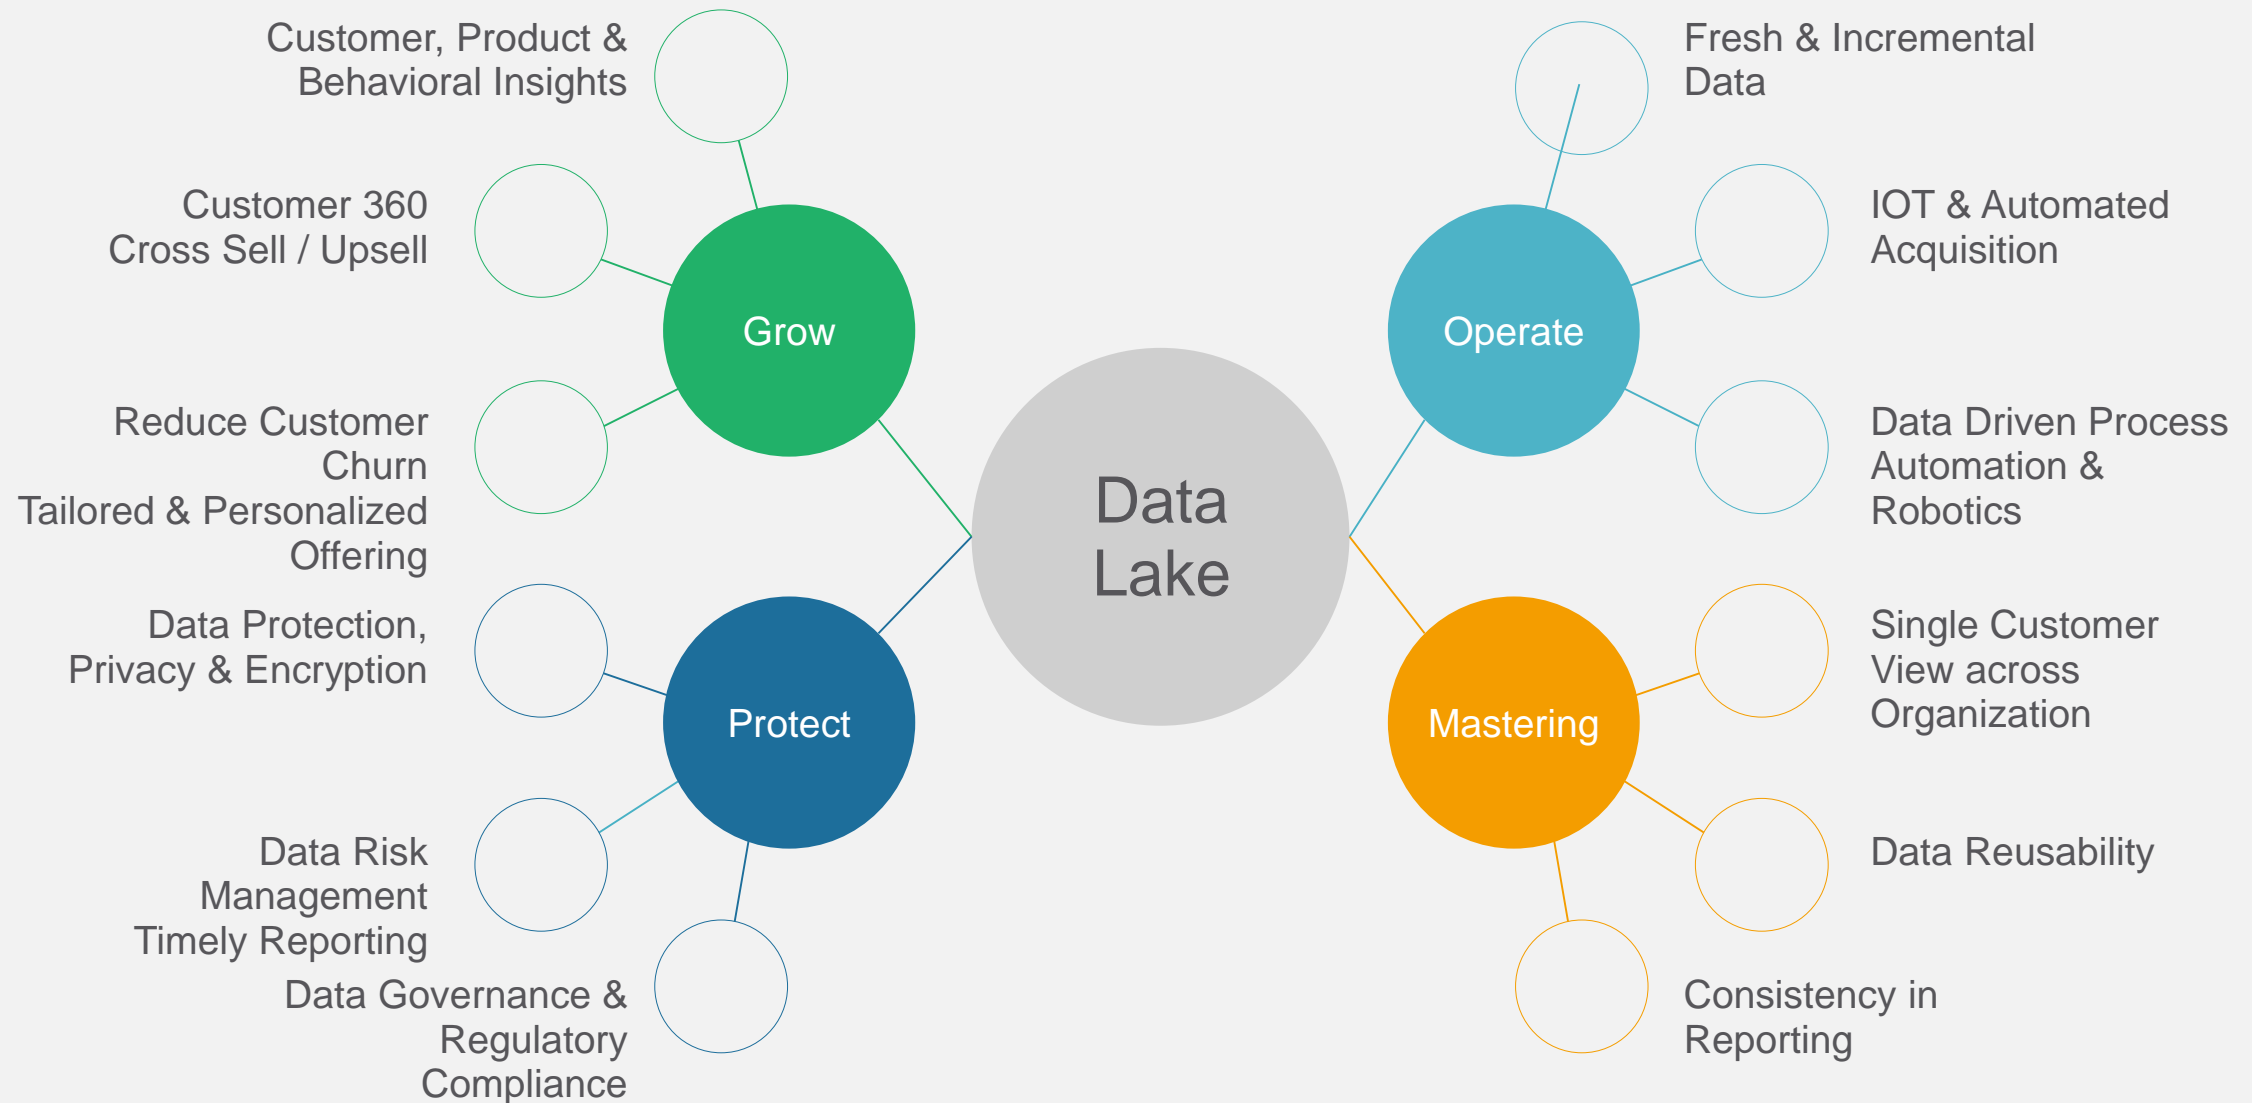 Customer, Product &
Behavioral Insights
Customer 360
Cross Sell / Upsell
Reduce Customer
Churn
Tailored & Personalized
Offering
Grow
Data Protection,
Privacy & Encryption
Data Risk
Management
Timely Reporting
Data Governance &
Regulatory
Compliance
Protect
Data
Lake
Fresh & Incremental
Data
IOT & Automated
Acquisition
Data Driven Process
Automation &
Robotics
Operate
Single Customer
View across
Organization
Data Reusability
Consistency in
Reporting
Mastering